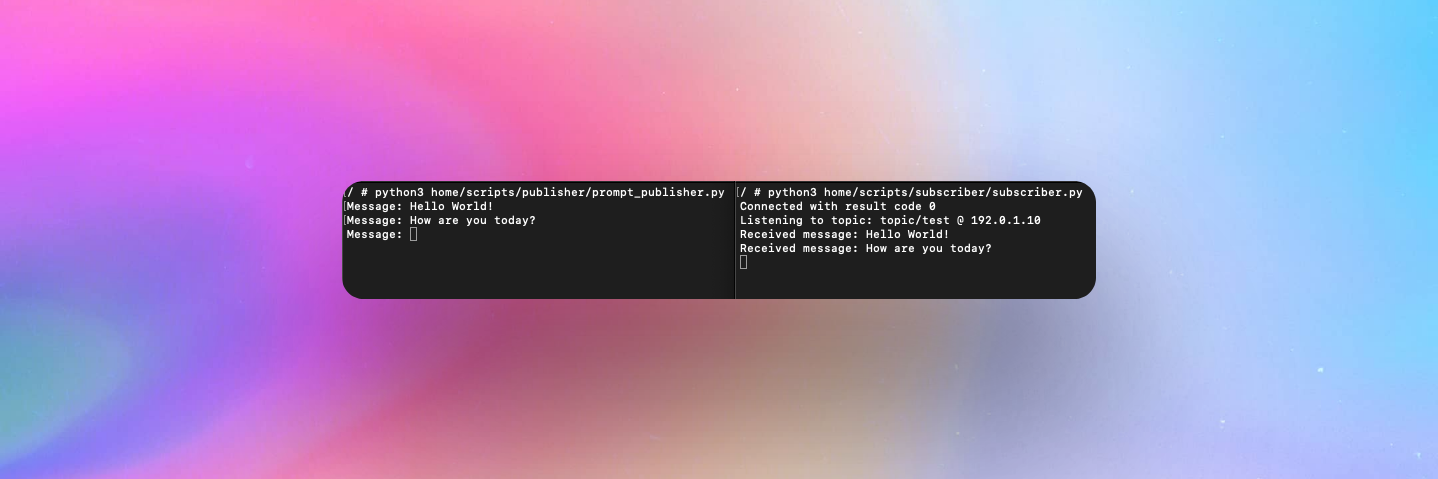 / # python3 home/scripts/publisher/prompt_publisher.py
Message: Hello World!
Message: How are you today?
Message:
/ # python3 home/scripts/subscriber/subscriber.py
Connected with result code 0
Listening to topic: topic/test @ 192.0.1.10
Received message: Hello World!
Received message: How are you today?